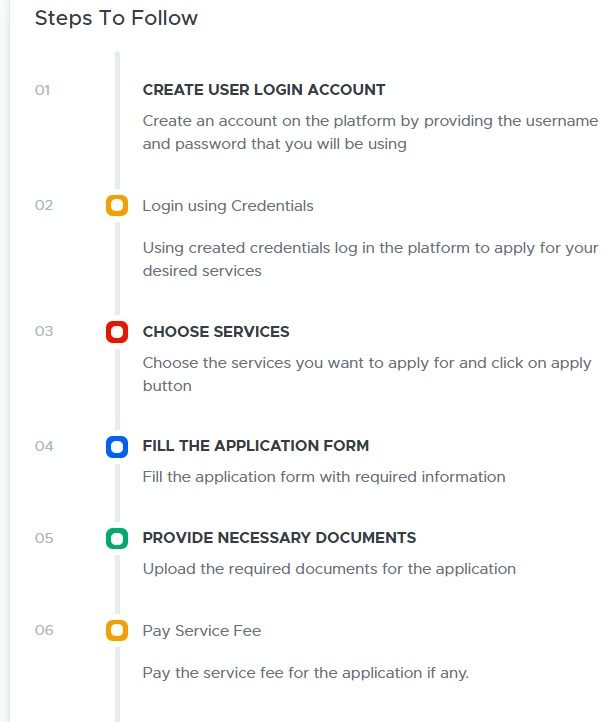 Steps To Follow
01
CREATE USER LOGIN ACCOUNT
Create an account on the platform by providing the username
and password that you will be using
02
Login using Credentials
Using created credentials log in the platform to apply for your
desired services
03
CHOOSE SERVICES
Choose the services you want to apply for and click on apply
button
04
FILL THE APPLICATION FORM
Fill the application form with required information
05
PROVIDE NECESSARY DOCUMENTS
Upload the required documents for the application
06
Pay Service Fee
Pay the service fee for the application if any.